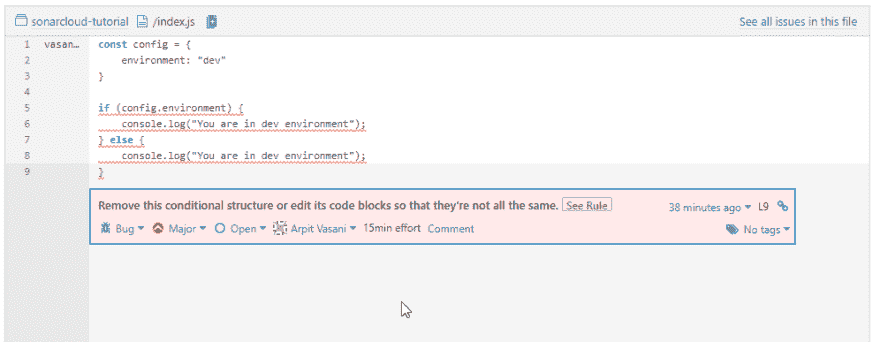 sonarcloud-tutorial /index.js See all issues in this file
1 vasan… const config = {
2 environment: "dev"
3 }
4
5 if (config.environment) {
6 console.log("You are in dev environment");
7 } else {
8 console.log("You are in dev environment");
9 }
Remove this conditional structure or edit its code blocks so that they're not all the same. See Rule 38 minutes ago L9
Bug Major Open Arpit Vasani 15min effort Comment No tags